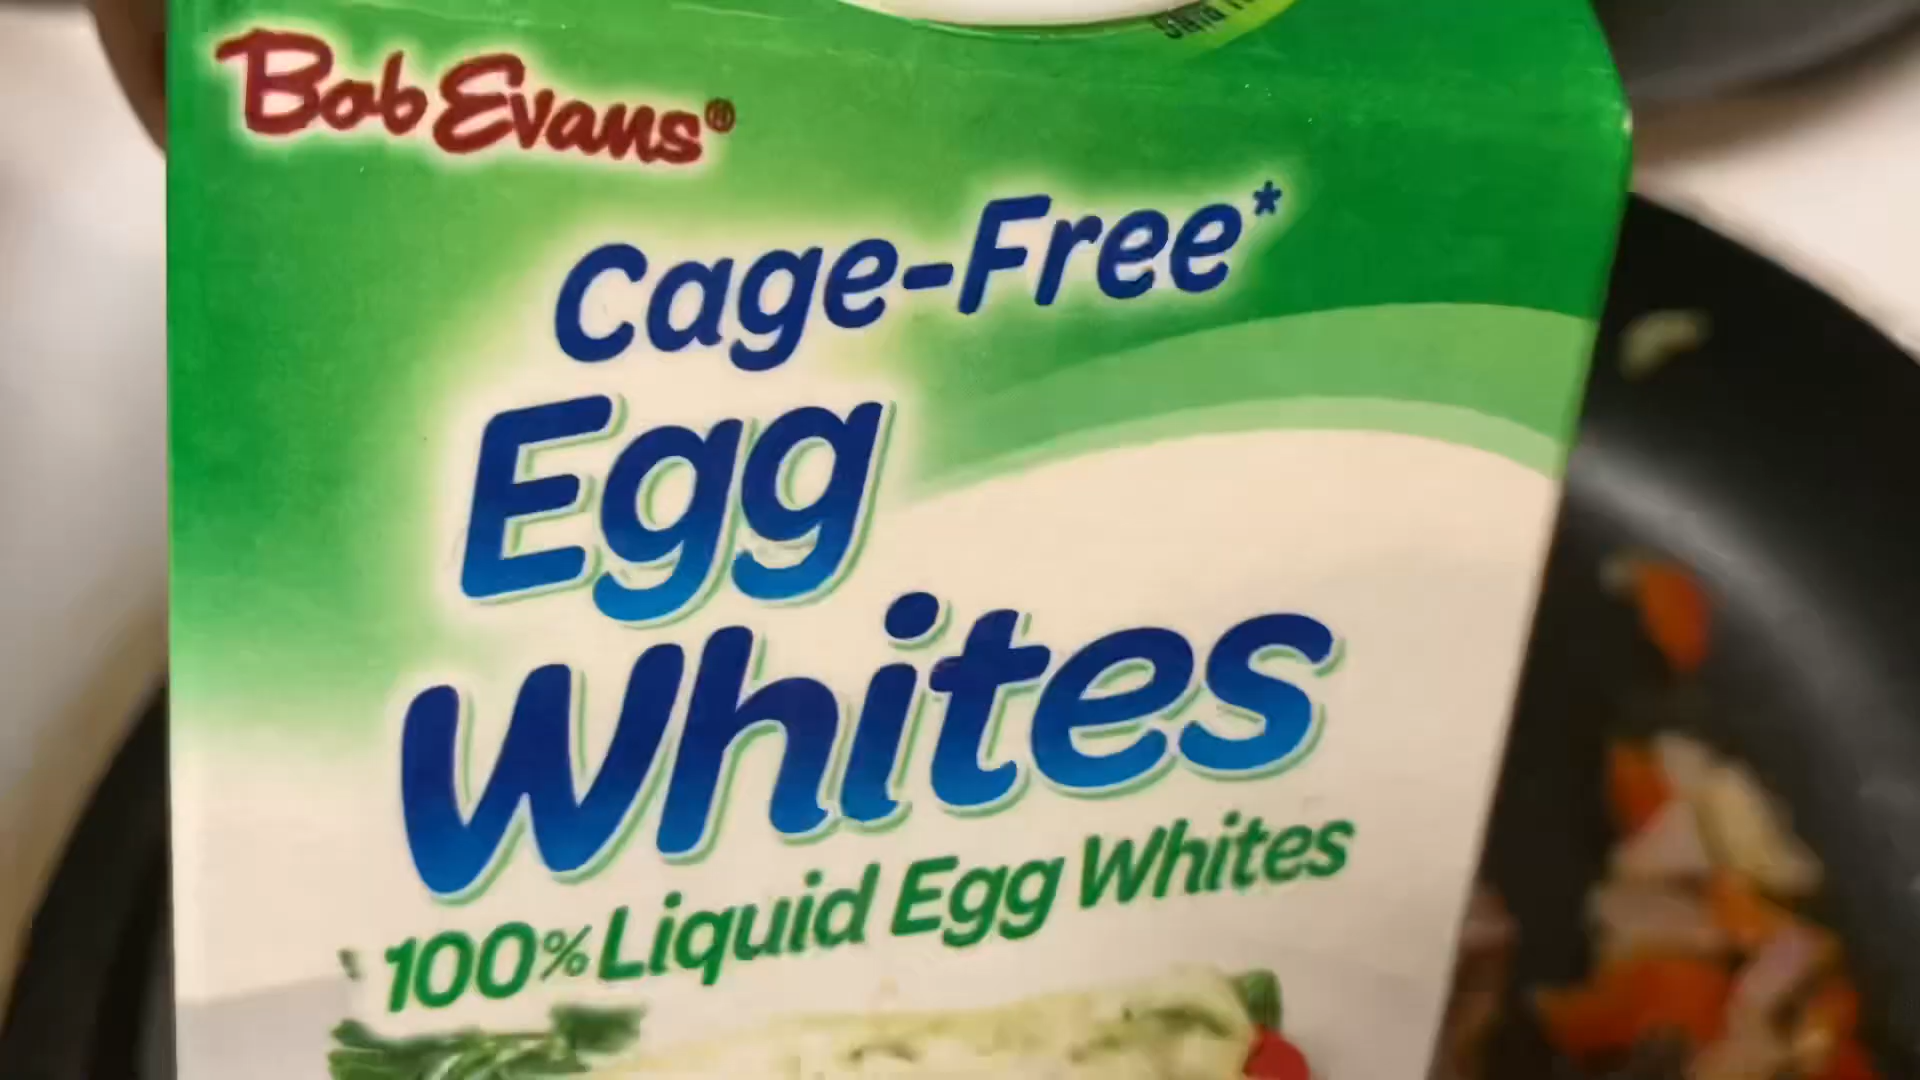 Bob Evans®
Cage-Free*
Egg
Whites
100% Liquid Egg Whites